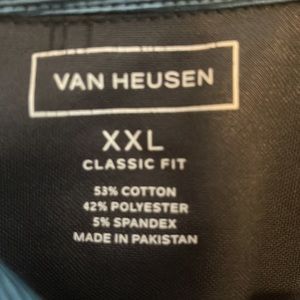 VAN HEUSEN
XXL
CLASSIC FIT
53% COTTON
42% POLYESTER
5% SPANDEX
MADE IN PAKISTAN